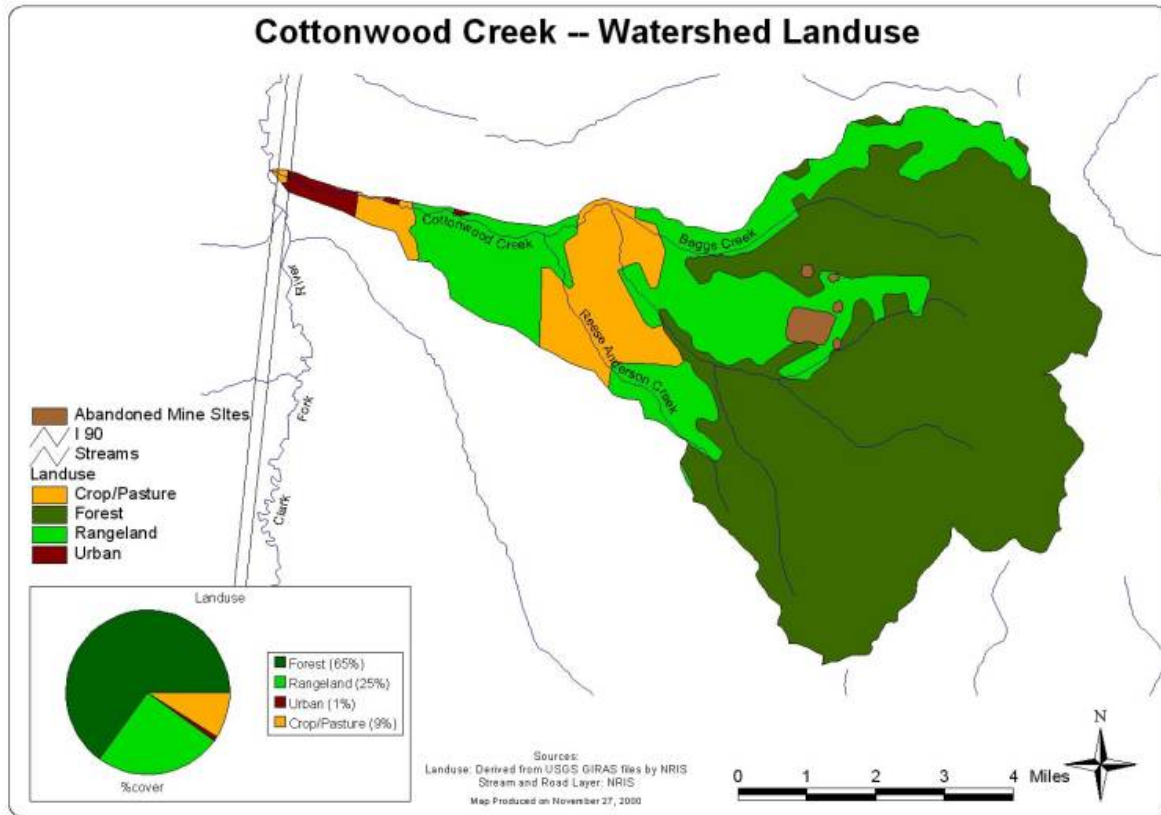 Cottonwood Creek -- Watershed Landuse
Cottonwood Creek
Baggs Creek
Reese Anderson Creek
River
Fork
Clark
Abandoned Mine SItes
I 90
Streams
Landuse
Crop/Pasture
Forest
Rangeland
Urban
Landuse
Forest (65%)
Rangeland (25%)
Urban (1%)
Crop/Pasture (9%)
%cover
Sources:
Landuse: Derived from USGS GIRAS files by NRIS
Stream and Road Layer: NRIS
Map Produced on November 27, 2000
N
0 1 2 3 4 Miles